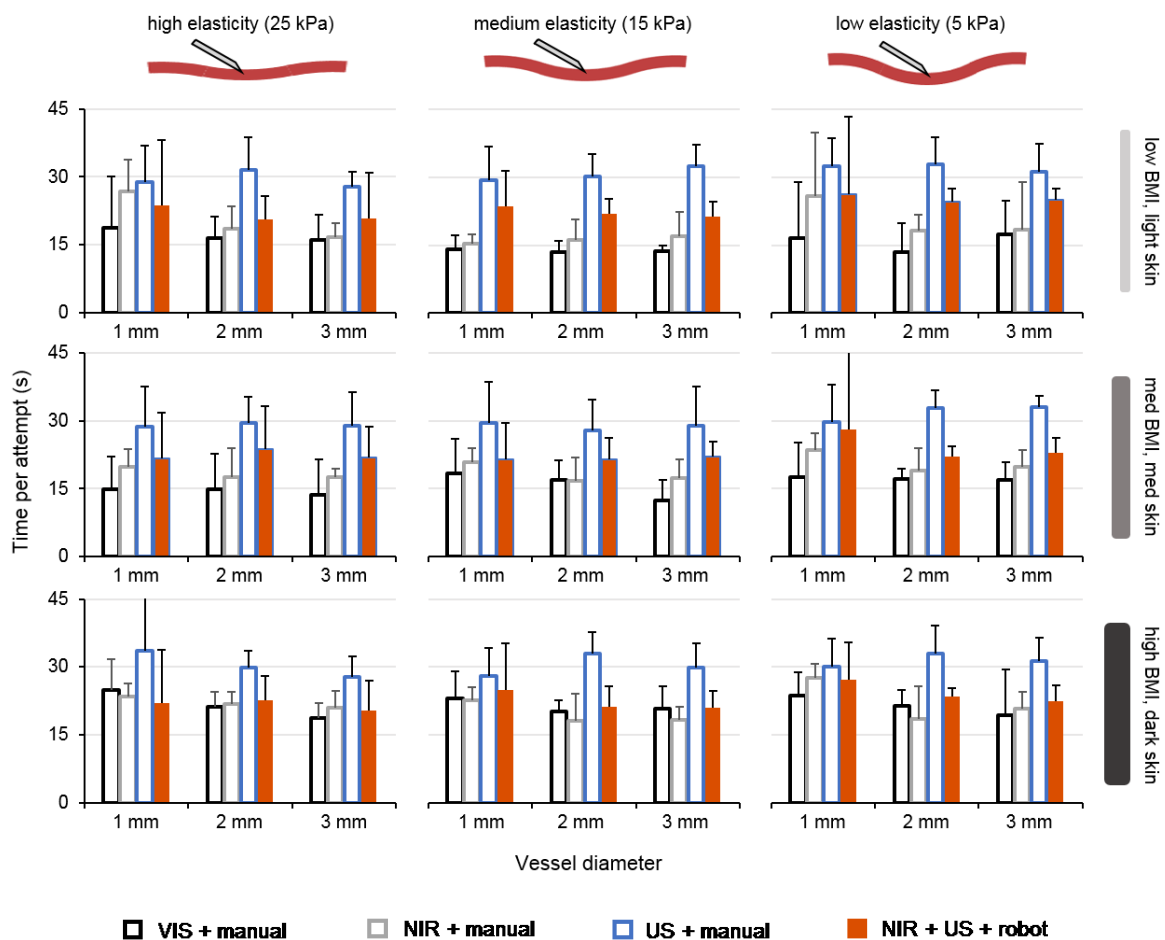 high elasticity (25 kPa) medium elasticity (15 kPa) low elasticity (5 kPa)
45
30
15
0
1 mm 2 mm 3 mm 1 mm 2 mm 3 mm 1 mm 2 mm 3 mm
low BMI, light skin
45
30
15
0
1 mm 2 mm 3 mm 1 mm 2 mm 3 mm 1 mm 2 mm 3 mm
med BMI, med skin
Time per attempt (s)
45
30
15
0
1 mm 2 mm 3 mm 1 mm 2 mm 3 mm 1 mm 2 mm 3 mm
high BMI, dark skin
Vessel diameter
VIS + manual NIR + manual US + manual NIR + US + robot